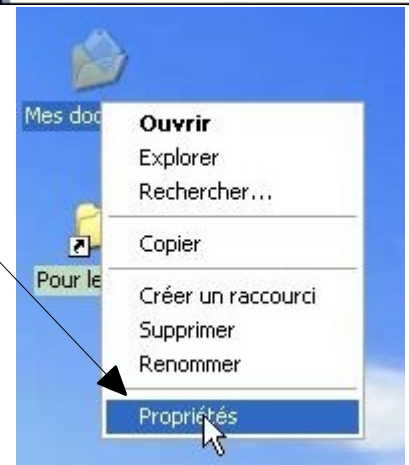 Mes doc
Ouvrir
Explorer
Rechercher...
Copier
Pour le
Créer un raccourci
Supprimer
Renommer
Propriétés